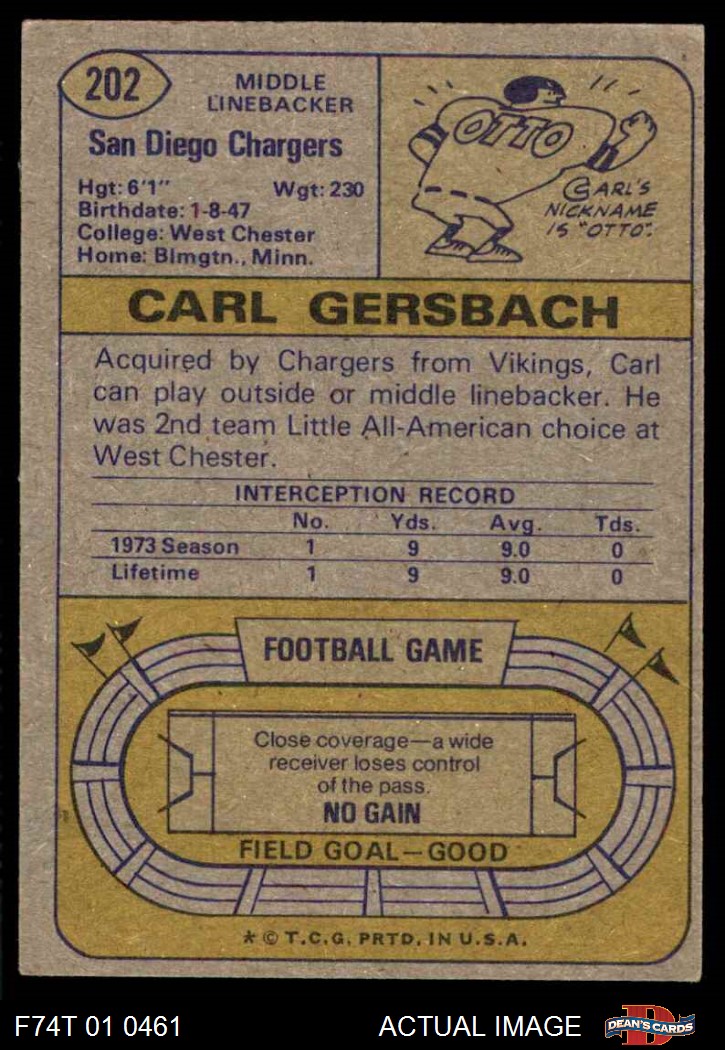 202
MIDDLE
LINEBACKER
San Diego Chargers
Hgt: 6'1" Wgt: 230
Birthdate: 1-8-47
College: West Chester
Home: Blmgtn., Minn.
OTTO
CARL'S
NICKNAME
IS "OTTO".
CARL GERSBACH
Acquired by Chargers from Vikings, Carl
can play outside or middle linebacker. He
was 2nd team Little All-American choice at
West Chester.
INTERCEPTION RECORD
No. Yds. Avg. Tds.
1973 Season 1 9 9.0 0
Lifetime 1 9 9.0 0
FOOTBALL GAME
Close coverage—a wide
receiver loses control
of the pass.
NO GAIN
FIELD GOAL—GOOD
* © T.C.G. PRTD. IN U.S.A.
F74T 01 0461 ACTUAL IMAGE D DEAN'S CARDS